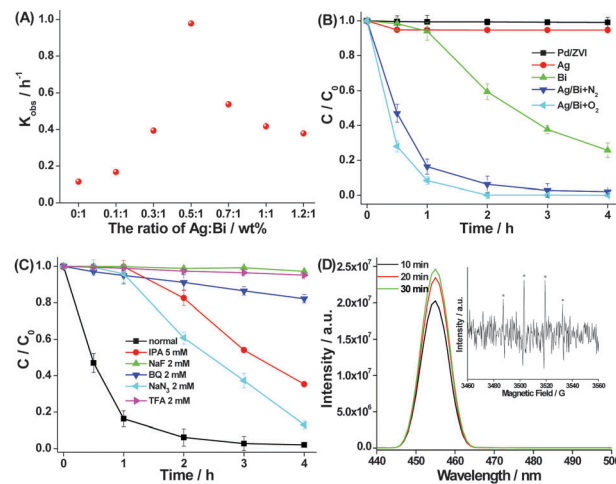 (A)
1.0
0.8
0.6
0.4
0.2
0.0
K_obs / h⁻¹
0:1 0.1:1 0.3:1 0.5:1 0.7:1 1:1 1.2:1
The ratio of Ag:Bi / wt%
(B)
1.0
0.8
0.6
0.4
0.2
0.0
C / C₀
Pd/ZVI
Ag
Bi
Ag/Bi+N₂
Ag/Bi+O₂
0 1 2 3 4
Time / h
(C)
1.0
0.8
0.6
0.4
0.2
0.0
C / C₀
normal
IPA 5 mM
NaF 2 mM
BQ 2 mM
NaN₃ 2 mM
TFA 2 mM
0 1 2 3 4
Time / h
(D)
2.5x10⁷
2.0x10⁷
1.5x10⁷
1.0x10⁷
5.0x10⁶
0.0
Intensity / a.u.
10 min
20 min
30 min
Intensity / a.u.
* * * *
3460 3480 3500 3520 3540 3560
Magnetic Field / G
440 450 460 470 480 490 500
Wavelength / nm